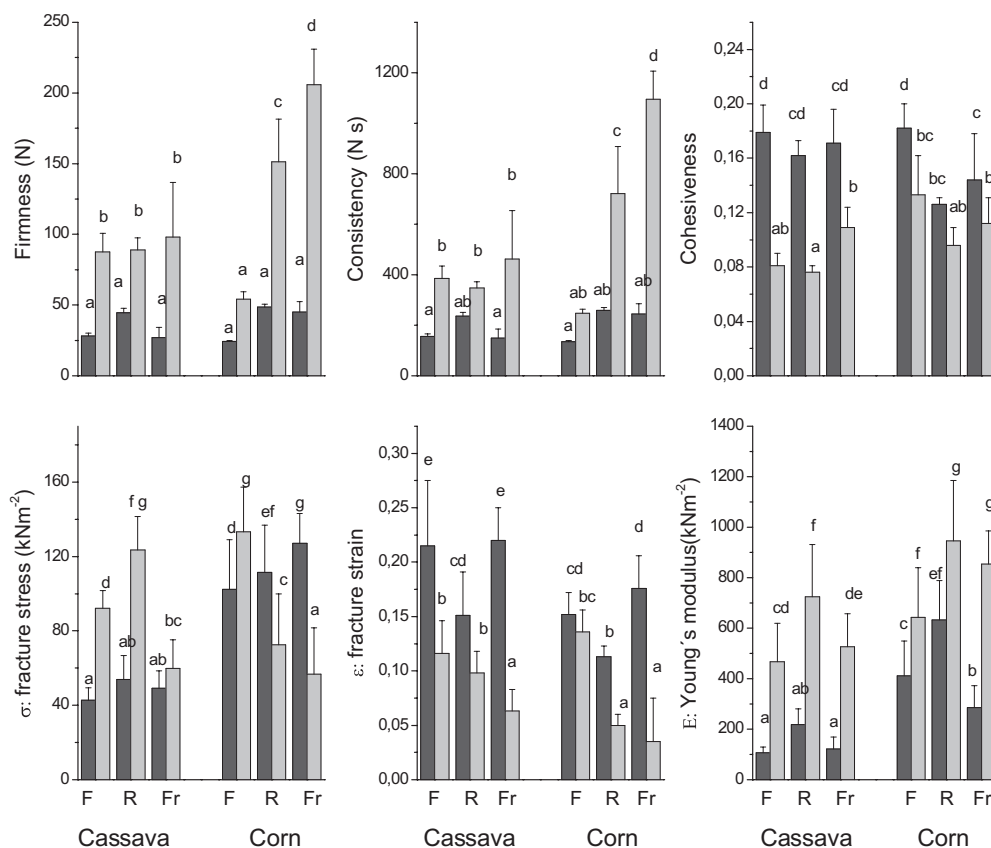 250
200
150
100
50
0
Firmness (N)
a
b
a
b
a
b
a
a
a
c
a
d
1200
800
400
0
Consistency (N s)
a
b
ab
b
a
b
a
ab
ab
c
ab
d
0,24
0,20
0,16
0,12
0,08
0,04
0,00
Cohesiveness
d
ab
cd
a
cd
b
d
bc
bc
ab
c
b
160
120
80
40
0
σ: fracture stress (kNm-2)
a
d
ab
f g
ab
bc
d
g
ef
c
g
a
F R Fr F R Fr
Cassava Corn
0,30
0,25
0,20
0,15
0,10
0,05
0,00
ε: fracture strain
e
b
cd
b
e
a
cd
bc
b
a
d
a
F R Fr F R Fr
Cassava Corn
1400
1200
1000
800
600
400
200
0
E: Young´s modulus(kNm-2)
a
cd
ab
f
a
de
c
f
ef
g
b
g
F R Fr F R Fr
Cassava Corn